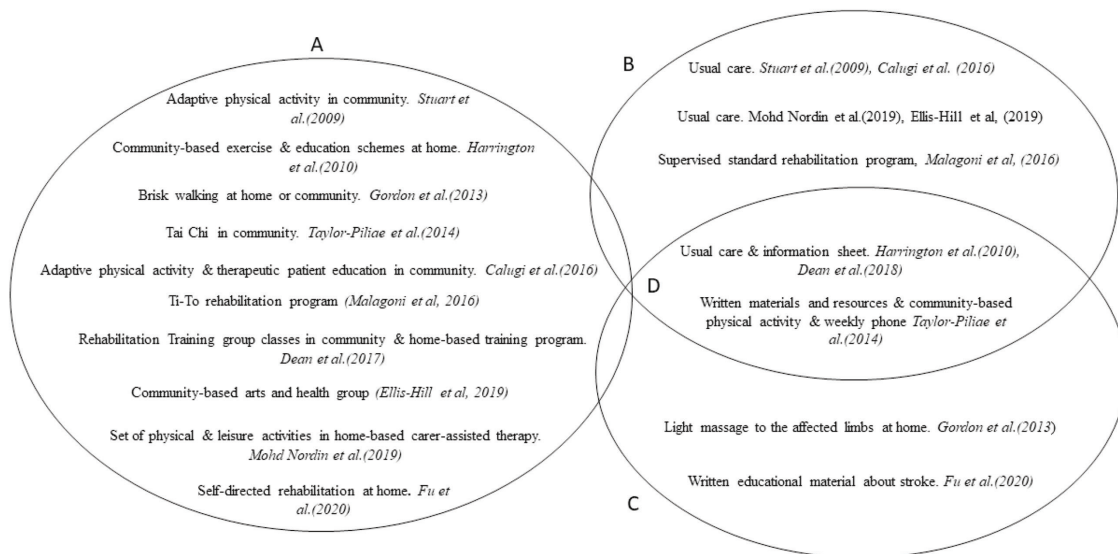 A
Adaptive physical activity in community. Stuart et
al.(2009)
Community-based exercise & education schemes at home. Harrington
et al.(2010)
Brisk walking at home or community. Gordon et al.(2013)
Tai Chi in community. Taylor-Piliae et al.(2014)
Adaptive physical activity & therapeutic patient education in community. Calugi et al.(2016)
Ti-To rehabilitation program (Malagoni et al, 2016)
Rehabilitation Training group classes in community & home-based training program.
Dean et al.(2017)
Community-based arts and health group (Ellis-Hill et al, 2019)
Set of physical & leisure activities in home-based carer-assisted therapy.
Mohd Nordin et al.(2019)
Self-directed rehabilitation at home. Fu et
al.(2020)
B
Usual care. Stuart et al.(2009), Calugi et al. (2016)
Usual care. Mohd Nordin et al.(2019), Ellis-Hill et al, (2019)
Supervised standard rehabilitation program, Malagoni et al, (2016)
D
Usual care & information sheet. Harrington et al.(2010),
Dean et al.(2018)
Written materials and resources & community-based
physical activity & weekly phone Taylor-Piliae et
al.(2014)
Light massage to the affected limbs at home. Gordon et al.(2013)
Written educational material about stroke. Fu et al.(2020)
C